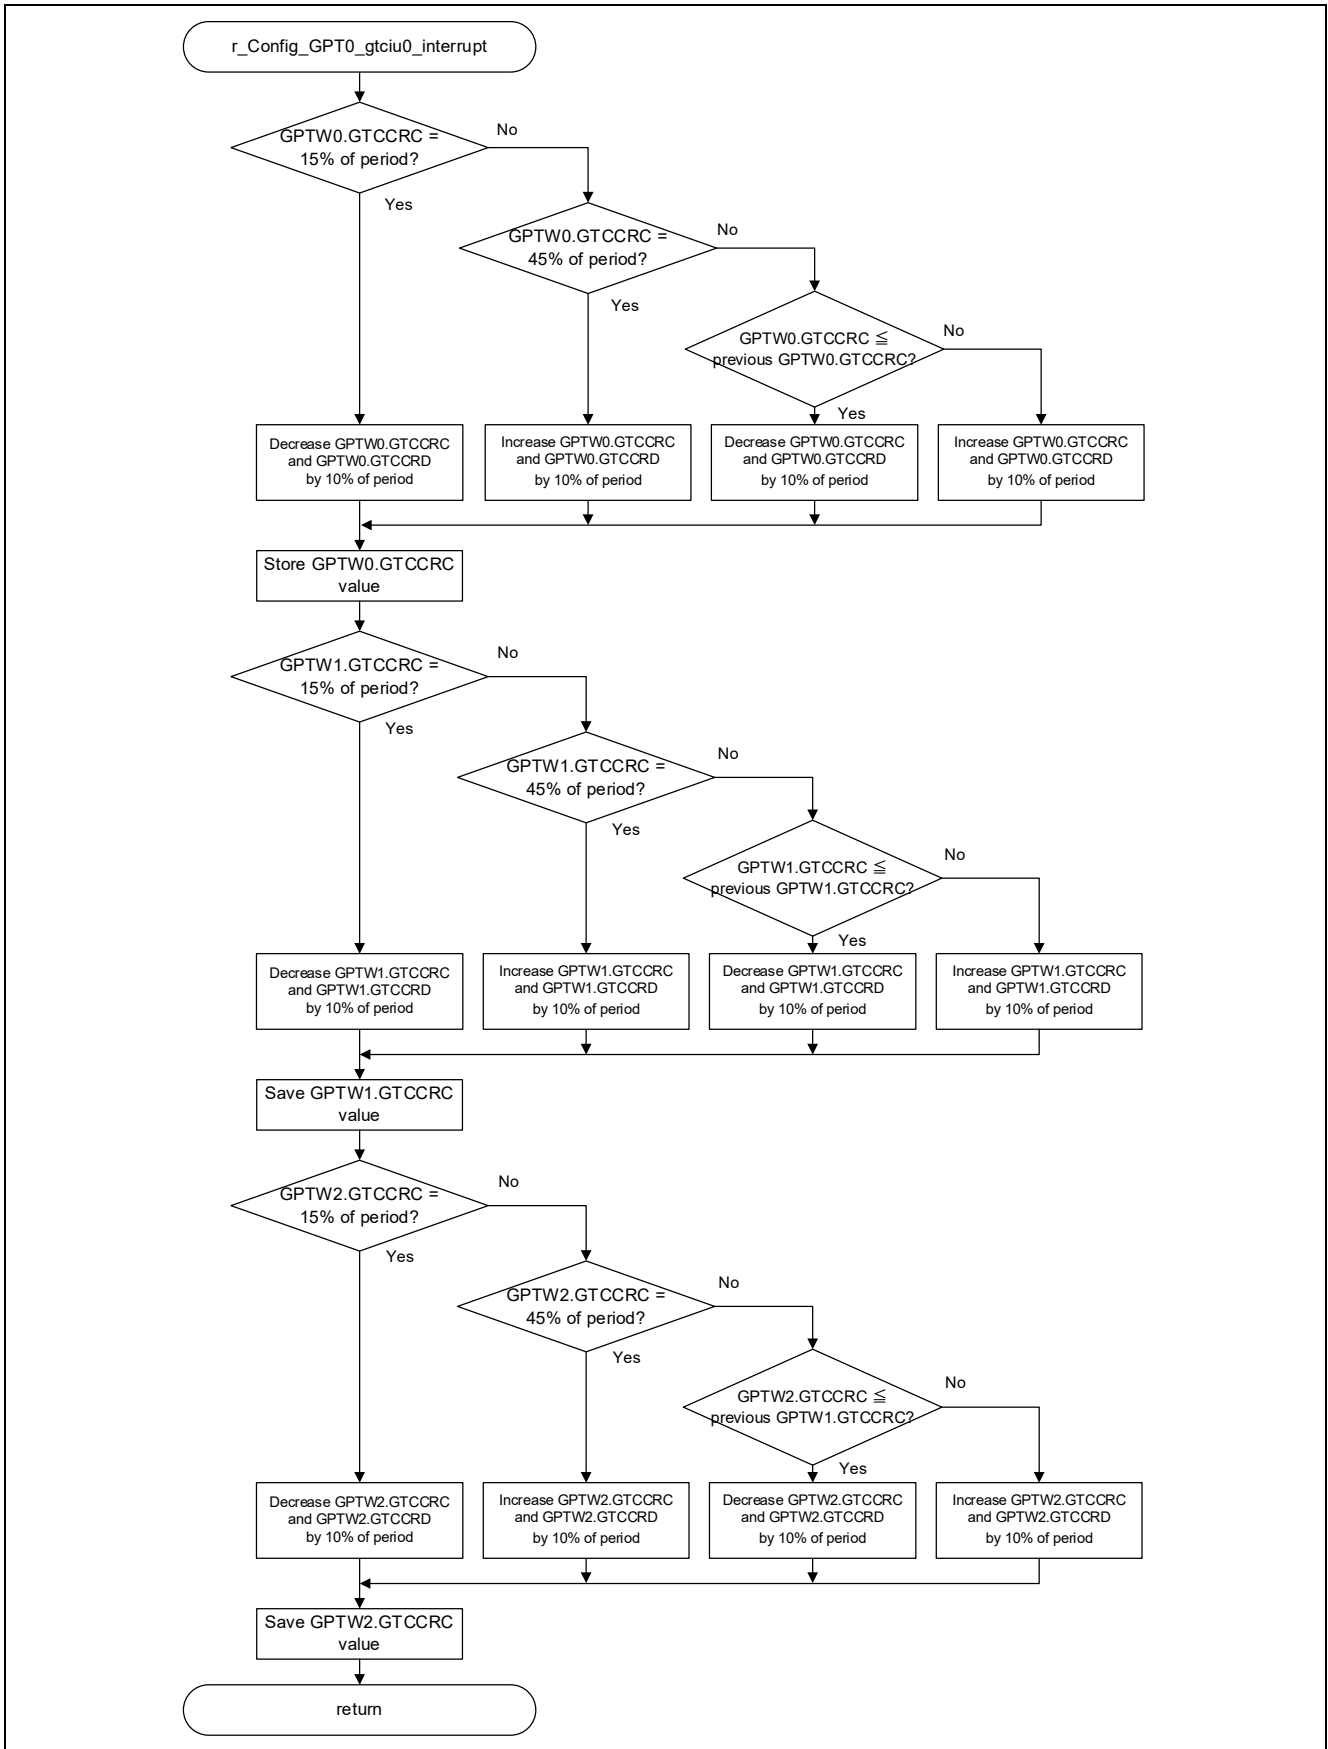 r_Config_GPT0_gtciu0_interrupt
GPTW0.GTCCRC =
15% of period?
No
Yes
GPTW0.GTCCRC =
45% of period?
No
Yes
GPTW0.GTCCRC ≦
previous GPTW0.GTCCRC?
No
Yes
Decrease GPTW0.GTCCRC
and GPTW0.GTCCRD
by 10% of period
Increase GPTW0.GTCCRC
and GPTW0.GTCCRD
by 10% of period
Decrease GPTW0.GTCCRC
and GPTW0.GTCCRD
by 10% of period
Increase GPTW0.GTCCRC
and GPTW0.GTCCRD
by 10% of period
Store GPTW0.GTCCRC
value
GPTW1.GTCCRC =
15% of period?
No
Yes
GPTW1.GTCCRC =
45% of period?
No
Yes
GPTW1.GTCCRC ≦
previous GPTW1.GTCCRC?
No
Yes
Decrease GPTW1.GTCCRC
and GPTW1.GTCCRD
by 10% of period
Increase GPTW1.GTCCRC
and GPTW1.GTCCRD
by 10% of period
Decrease GPTW1.GTCCRC
and GPTW1.GTCCRD
by 10% of period
Increase GPTW1.GTCCRC
and GPTW1.GTCCRD
by 10% of period
Save GPTW1.GTCCRC
value
GPTW2.GTCCRC =
15% of period?
No
Yes
GPTW2.GTCCRC =
45% of period?
No
Yes
GPTW2.GTCCRC ≦
previous GPTW1.GTCCRC?
No
Yes
Decrease GPTW2.GTCCRC
and GPTW2.GTCCRD
by 10% of period
Increase GPTW2.GTCCRC
and GPTW2.GTCCRD
by 10% of period
Decrease GPTW2.GTCCRC
and GPTW2.GTCCRD
by 10% of period
Increase GPTW2.GTCCRC
and GPTW2.GTCCRD
by 10% of period
Save GPTW2.GTCCRC
value
return